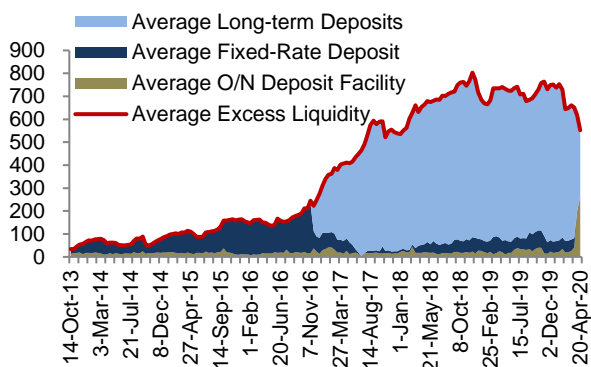 Average Long-term Deposits
Average Fixed-Rate Deposit
Average O/N Deposit Facility
Average Excess Liquidity
900
800
700
600
500
400
300
200
100
0
14-Oct-13
3-Mar-14
21-Jul-14
8-Dec-14
27-Apr-15
14-Sep-15
1-Feb-16
20-Jun-16
7-Nov-16
27-Mar-17
14-Aug-17
1-Jan-18
21-May-18
8-Oct-18
25-Feb-19
15-Jul-19
2-Dec-19
20-Apr-20